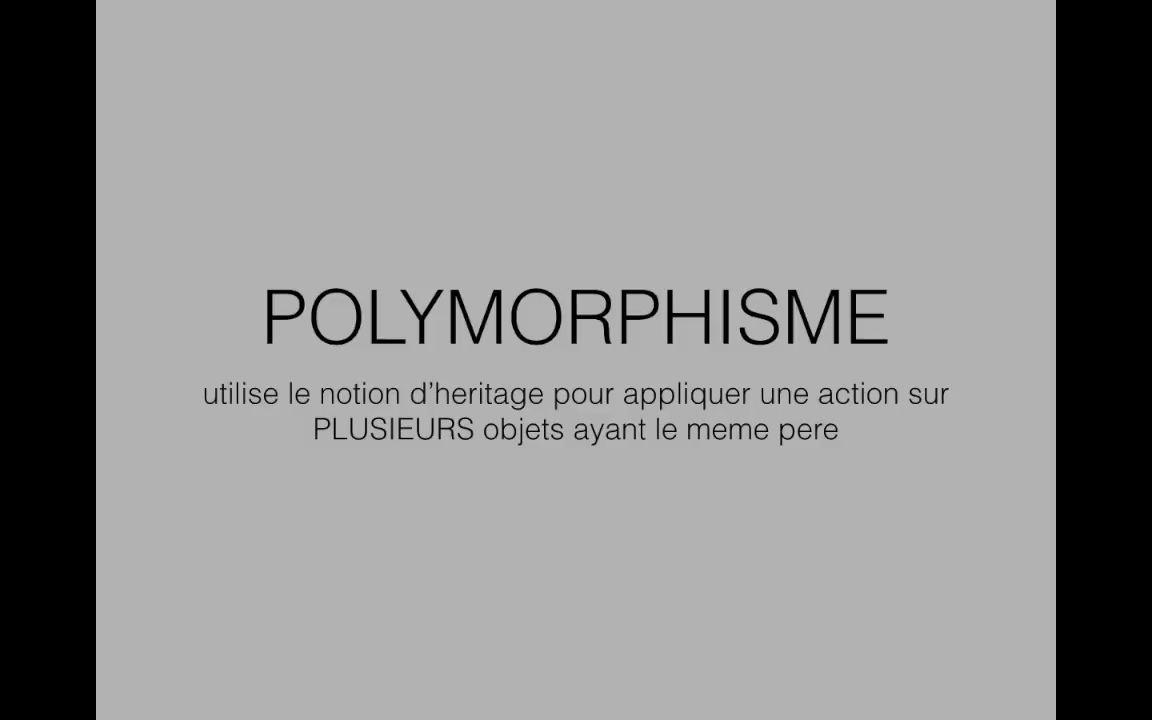 POLYMORPHISME
utilise le notion d’heritage pour appliquer une action sur
PLUSIEURS objets ayant le meme pere